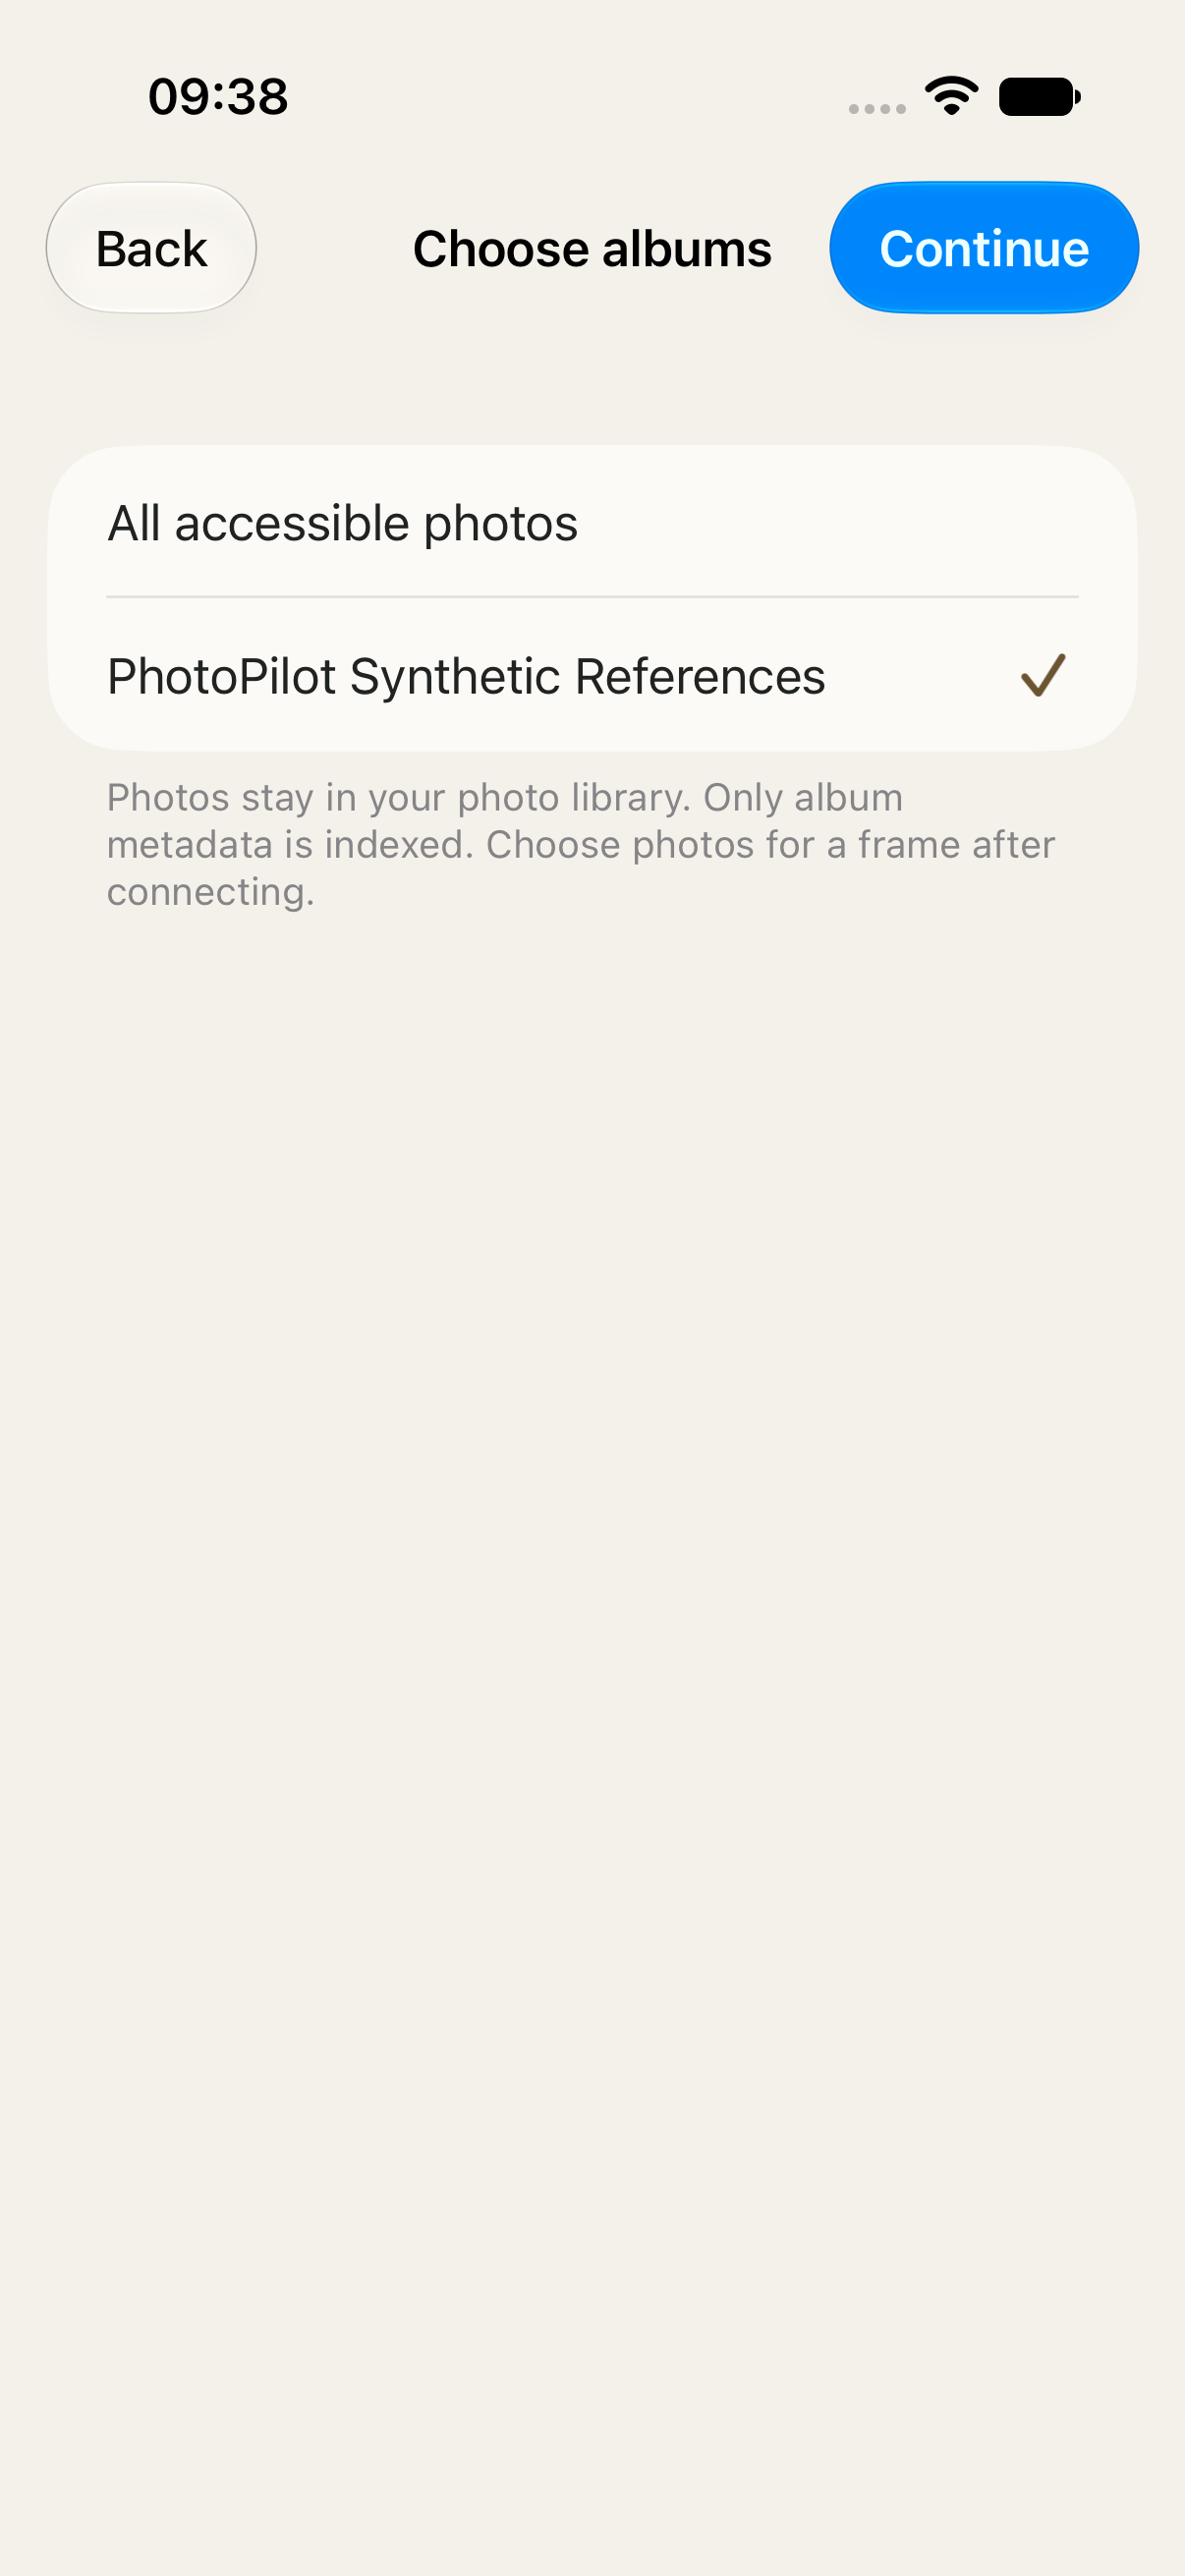 09:38
Back
Choose albums
Continue
All accessible photos
PhotoPilot Synthetic References
Photos stay in your photo library. Only album
metadata is indexed. Choose photos for a frame after
connecting.